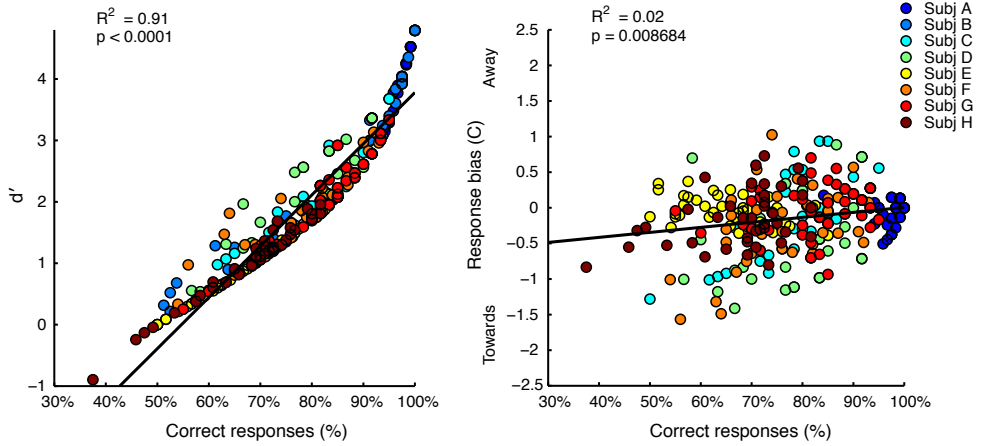 R² = 0.91
p < 0.0001
d′
4
3
2
1
0
−1
30% 40% 50% 60% 70% 80% 90% 100%
Correct responses (%)
R² = 0.02
p = 0.008684
Away
Response bias (C)
Towards
2.5
2
1.5
1
0.5
0
−0.5
−1
−1.5
−2
−2.5
30% 40% 50% 60% 70% 80% 90% 100%
Correct responses (%)
Subj A
Subj B
Subj C
Subj D
Subj E
Subj F
Subj G
Subj H